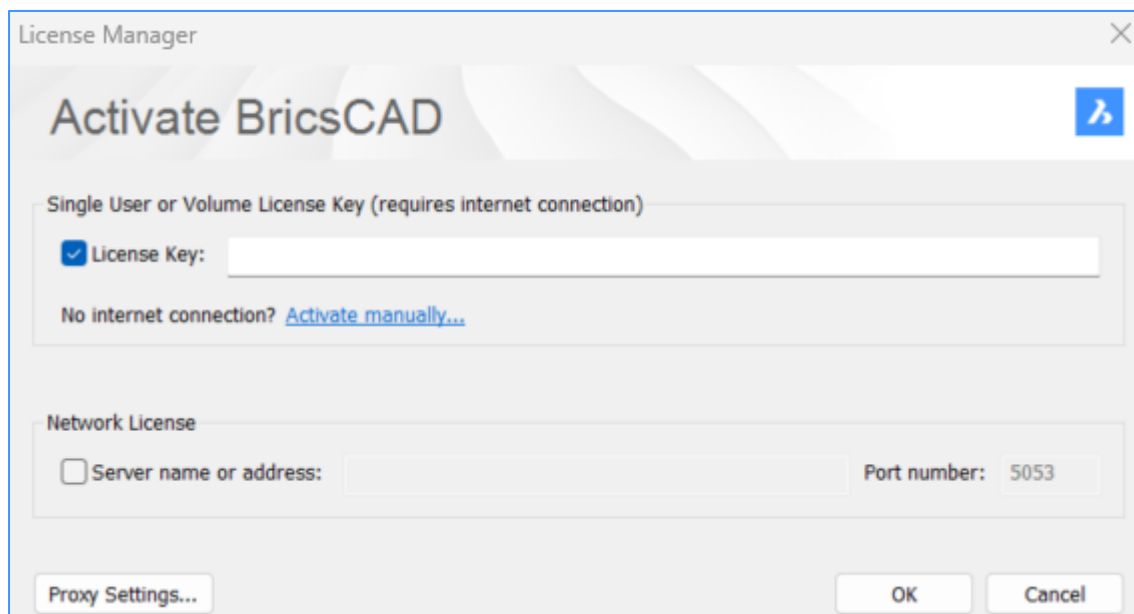 License Manager
Activate BricsCAD
Single User or Volume License Key (requires internet connection)
License Key:
No internet connection? Activate manually...
Network License
Server name or address: Port number: 5053
Proxy Settings... OK Cancel